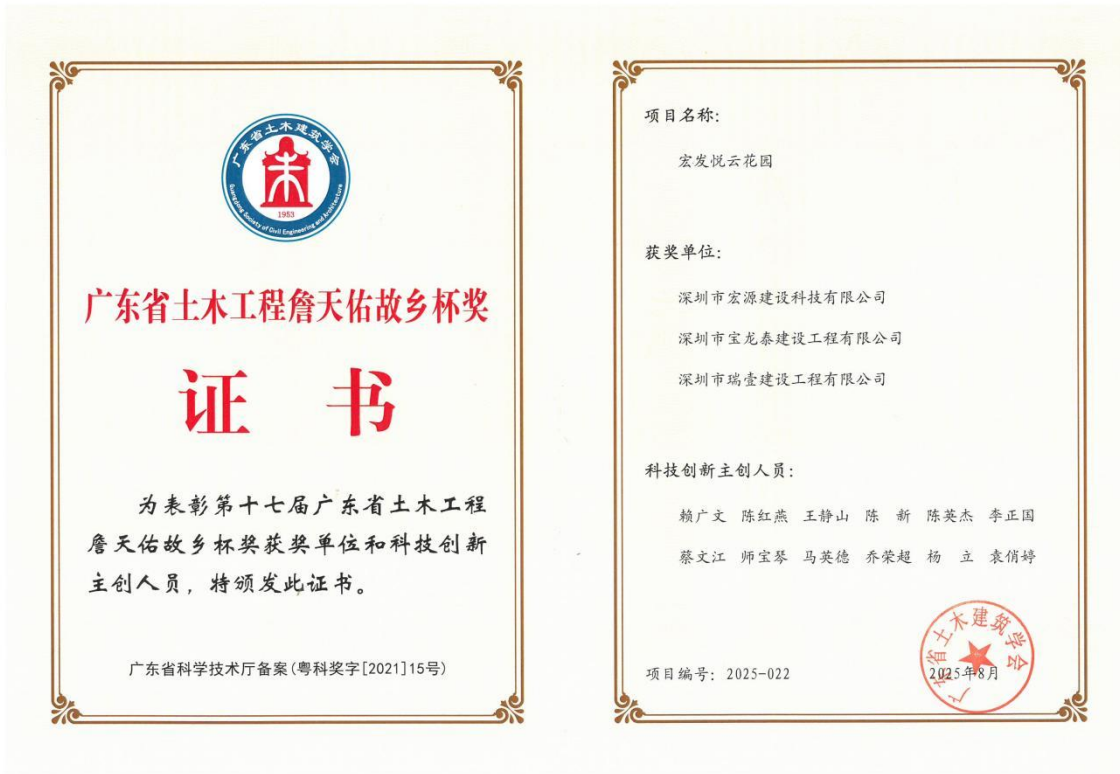 广东省土木建筑学会
1953
Guangdong Society of Civil Engineering and Architecture
广东省土木工程詹天佑故乡杯奖
证 书
为表彰第十七届广东省土木工程
詹天佑故乡杯奖获奖单位和科技创新
主创人员，特颁发此证书。
广东省科学技术厅备案(粤科奖字[2021]15号)
项目名称：
宏发悦云花园
获奖单位：
深圳市宏源建设科技有限公司
深圳市宝龙泰建设工程有限公司
深圳市瑞壹建设工程有限公司
科技创新主创人员：
赖广文 陈红燕 王静山 陈 新 陈英杰 李正国
蔡文江 师宝琴 马英德 乔荣超 杨 立 袁俏婷
广东省土木建筑学会
项目编号：2025-022
2025年8月